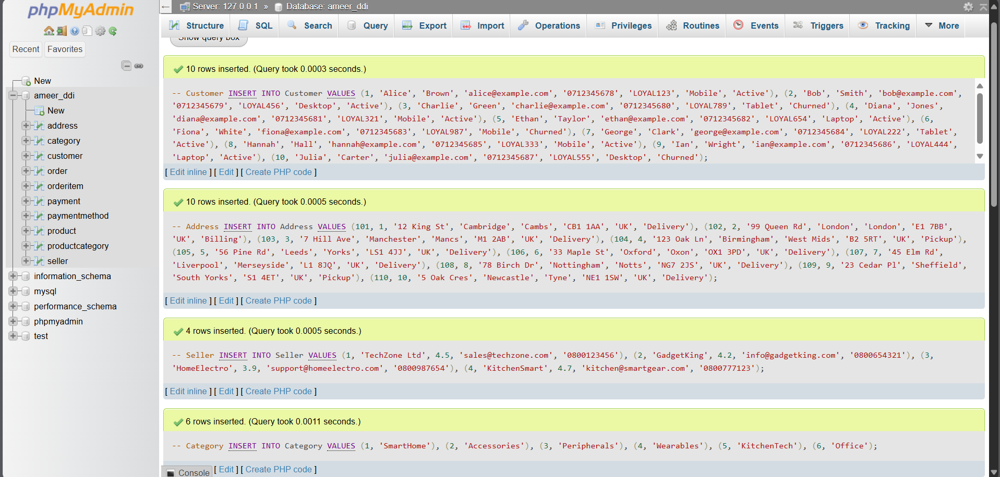 phpMyAdmin
Recent
Favorites
New
ameer_ddi
New
address
category
customer
order
orderitem
payment
paymentmethod
product
productcategory
seller
information_schema
mysql
performance_schema
phpmyadmin
test
← Server: 127.0.0.1 » Database: ameer_ddi
Structure SQL Search Query Export Import Operations Privileges Routines Events Triggers Tracking More
Show query box
10 rows inserted. (Query took 0.0003 seconds.)
-- Customer INSERT INTO Customer VALUES (1, 'Alice', 'Brown', 'alice@example.com', '0712345678', 'LOYAL123', 'Mobile', 'Active'), (2, 'Bob', 'Smith', 'bob@example.com',
'0712345679', 'LOYAL456', 'Desktop', 'Active'), (3, 'Charlie', 'Green', 'charlie@example.com', '0712345680', 'LOYAL789', 'Tablet', 'Churned'), (4, 'Diana', 'Jones',
'diana@example.com', '0712345681', 'LOYAL321', 'Mobile', 'Active'), (5, 'Ethan', 'Taylor', 'ethan@example.com', '0712345682', 'LOYAL654', 'Laptop', 'Active'), (6,
'Fiona', 'White', 'fiona@example.com', '0712345683', 'LOYAL987', 'Mobile', 'Churned'), (7, 'George', 'Clark', 'george@example.com', '0712345684', 'LOYAL222', 'Tablet',
'Active'), (8, 'Hannah', 'Hall', 'hannah@example.com', '0712345685', 'LOYAL333', 'Mobile', 'Active'), (9, 'Ian', 'Wright', 'ian@example.com', '0712345686', 'LOYAL444',
'Laptop', 'Active'), (10, 'Julia', 'Carter', 'julia@example.com', '0712345687', 'LOYAL555', 'Desktop', 'Churned');
[ Edit inline ] [ Edit ] [ Create PHP code ]
10 rows inserted. (Query took 0.0005 seconds.)
-- Address INSERT INTO Address VALUES (101, 1, '12 King St', 'Cambridge', 'Cambs', 'CB1 1AA', 'UK', 'Delivery'), (102, 2, '99 Queen Rd', 'London', 'London', 'E1 7BB',
'UK', 'Billing'), (103, 3, '7 Hill Ave', 'Manchester', 'Mancs', 'M1 2AB', 'UK', 'Delivery'), (104, 4, '123 Oak Ln', 'Birmingham', 'West Mids', 'B2 5RT', 'UK', 'Pickup'),
(105, 5, '56 Pine Rd', 'Leeds', 'Yorks', 'LS1 4JJ', 'UK', 'Delivery'), (106, 6, '33 Maple St', 'Oxford', 'Oxon', 'OX1 3PD', 'UK', 'Delivery'), (107, 7, '45 Elm Rd',
'Liverpool', 'Merseyside', 'L1 8JQ', 'UK', 'Delivery'), (108, 8, '78 Birch Dr', 'Nottingham', 'Notts', 'NG7 2JS', 'UK', 'Delivery'), (109, 9, '23 Cedar Pl', 'Sheffield',
'South Yorks', 'S1 4ET', 'UK', 'Pickup'), (110, 10, '5 Oak Cres', 'Newcastle', 'Tyne', 'NE1 1SW', 'UK', 'Delivery');
[ Edit inline ] [ Edit ] [ Create PHP code ]
4 rows inserted. (Query took 0.0005 seconds.)
-- Seller INSERT INTO Seller VALUES (1, 'TechZone Ltd', 4.5, 'sales@techzone.com', '0800123456'), (2, 'GadgetKing', 4.2, 'info@gadgetking.com', '0800654321'), (3,
'HomeElectro', 3.9, 'support@homeelectro.com', '0800987654'), (4, 'KitchenSmart', 4.7, 'kitchen@smartgear.com', '0800777123');
[ Edit inline ] [ Edit ] [ Create PHP code ]
6 rows inserted. (Query took 0.0011 seconds.)
-- Category INSERT INTO Category VALUES (1, 'SmartHome'), (2, 'Accessories'), (3, 'Peripherals'), (4, 'Wearables'), (5, 'KitchenTech'), (6, 'Office');
Console [ Edit ] [ Create PHP code ]